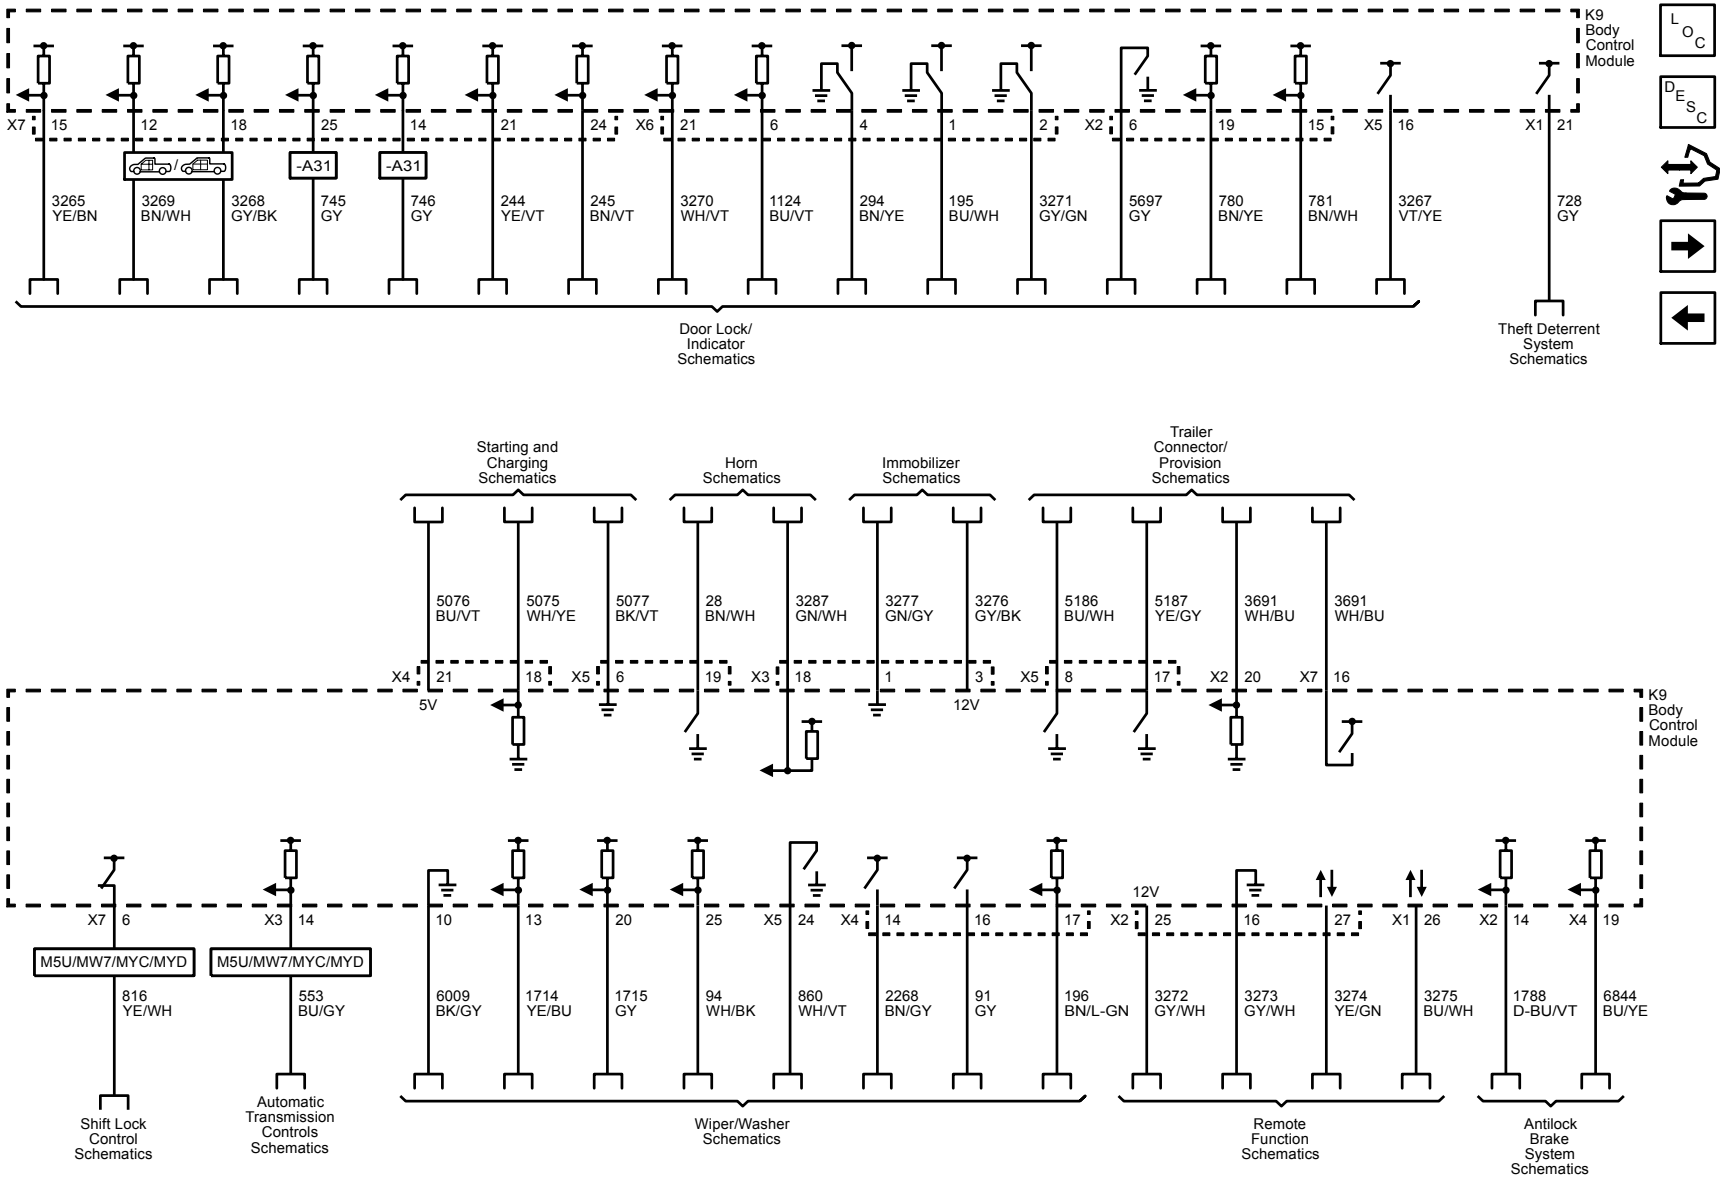 K9
Body
Control
Module
L
O
C
D
E
S
C
X7 15 12 18 25 14 21 24 X6 21 6 4 1 2 X2 6 19 15 X5 16 X1 21
/ -A31 -A31
3265 3269 3268 745 746 244 245 3270 1124 294 195 3271 5697 780 781 3267 728
YE/BN BN/WH GY/BK GY GY YE/VT BN/VT WH/VT BU/VT BN/YE BU/WH GY/GN GY BN/YE BN/WH VT/YE GY
Door Lock/
Indicator
Schematics
Theft Deterrent
System
Schematics
Starting and
Charging
Schematics
Horn
Schematics
Immobilizer
Schematics
Trailer
Connector/
Provision
Schematics
5076 5075 5077 28 3287 3277 3276 5186 5187 3691 3691
BU/VT WH/YE BK/VT BN/WH GN/WH GN/GY GY/BK BU/WH YE/GY WH/BU WH/BU
X4 21 18 X5 6 19 X3 18 1 3 X5 8 17 X2 20 X7 16
5V 12V
K9
Body
Control
Module
12V
X7 6 X3 14 10 13 20 25 X5 24 X4 14 16 17 X2 25 16 27 X1 26 X2 14 X4 19
M5U/MW7/MYC/MYD M5U/MW7/MYC/MYD
816 553 6009 1714 1715 94 860 2268 91 196 3272 3273 3274 3275 1788 6844
YE/WH BU/GY BK/GY YE/BU GY WH/BK WH/VT BN/GY GY BN/L-GN GY/WH GY/WH YE/GN BU/WH D-BU/VT BU/YE
Shift Lock
Control
Schematics
Automatic
Transmission
Controls
Schematics
Wiper/Washer
Schematics
Remote
Function
Schematics
Antilock
Brake
System
Schematics